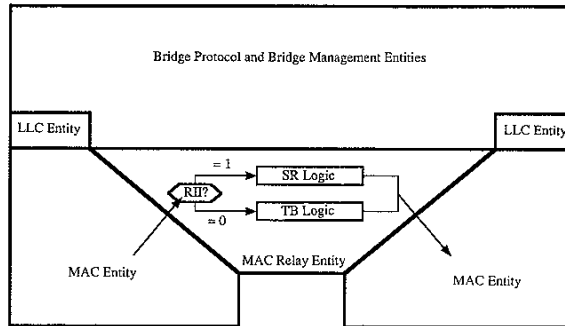 Bridge Protocol and Bridge Management Entities
LLC Entity
LLC Entity
= 1
SR Logic
RII?
TB Logic
= 0
MAC Relay Entity
MAC Entity
MAC Entity